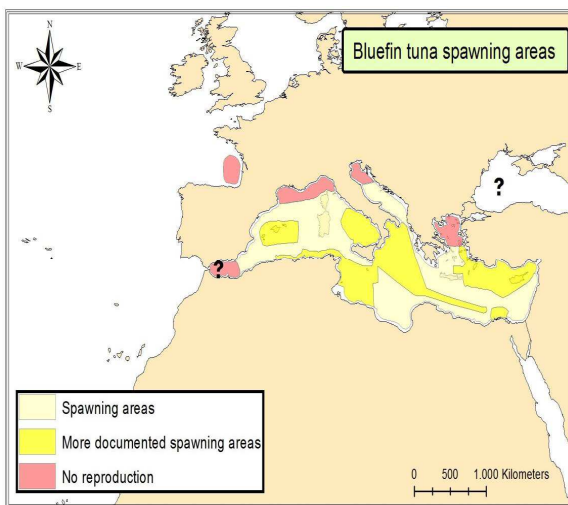 Bluefin tuna spawning areas
N
W E
S
?
?
Spawning areas
More documented spawning areas
No reproduction
0 500 1.000 Kilometers